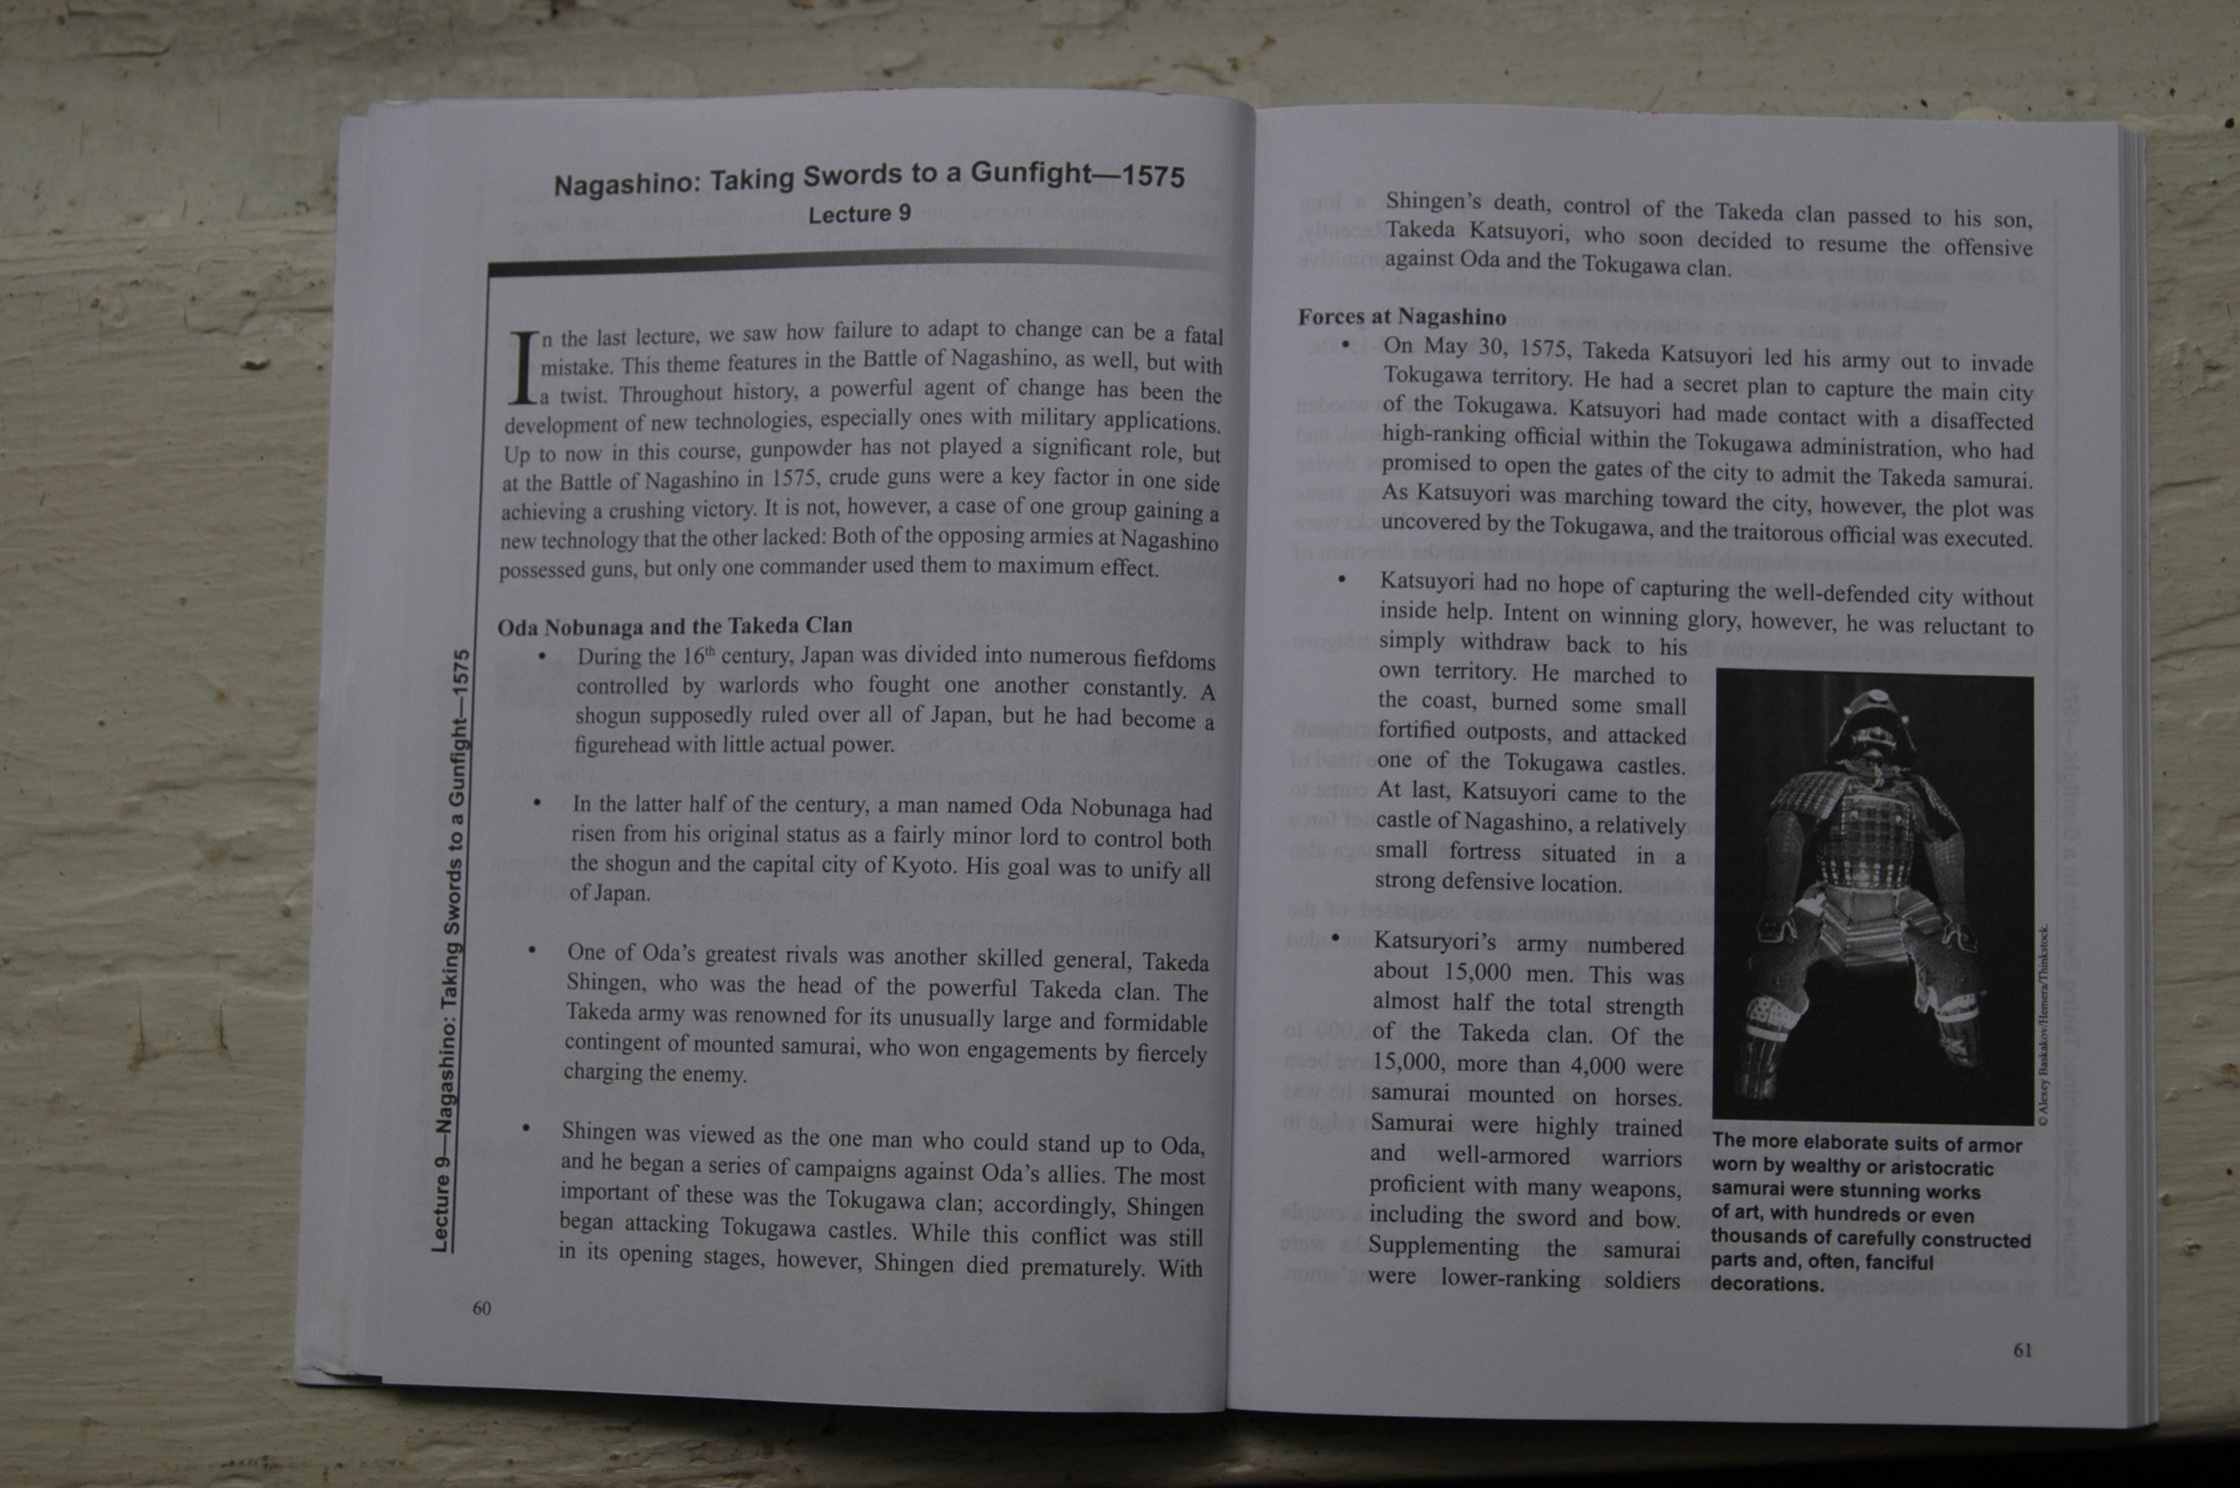 Nagashino: Taking Swords to a Gunfight—1575
Lecture 9
In the last lecture, we saw how failure to adapt to change can be a fatal
mistake. This theme features in the Battle of Nagashino, as well, but with
a twist. Throughout history, a powerful agent of change has been the
development of new technologies, especially ones with military applications.
Up to now in this course, gunpowder has not played a significant role, but
at the Battle of Nagashino in 1575, crude guns were a key factor in one side
achieving a crushing victory. It is not, however, a case of one group gaining a
new technology that the other lacked: Both of the opposing armies at Nagashino
possessed guns, but only one commander used them to maximum effect.
Oda Nobunaga and the Takeda Clan
• During the 16th century, Japan was divided into numerous fiefdoms
controlled by warlords who fought one another constantly. A
shogun supposedly ruled over all of Japan, but he had become a
figurehead with little actual power.
• In the latter half of the century, a man named Oda Nobunaga had
risen from his original status as a fairly minor lord to control both
the shogun and the capital city of Kyoto. His goal was to unify all
of Japan.
• One of Oda's greatest rivals was another skilled general, Takeda
Shingen, who was the head of the powerful Takeda clan. The
Takeda army was renowned for its unusually large and formidable
contingent of mounted samurai, who won engagements by fiercely
charging the enemy.
• Shingen was viewed as the one man who could stand up to Oda,
and he began a series of campaigns against Oda's allies. The most
important of these was the Tokugawa clan; accordingly, Shingen
began attacking Tokugawa castles. While this conflict was still
in its opening stages, however, Shingen died prematurely. With
Lecture 9—Nagashino: Taking Swords to a Gunfight—1575
60
Shingen's death, control of the Takeda clan passed to his son,
Takeda Katsuyori, who soon decided to resume the offensive
against Oda and the Tokugawa clan.
Forces at Nagashino
• On May 30, 1575, Takeda Katsuyori led his army out to invade
Tokugawa territory. He had a secret plan to capture the main city
of the Tokugawa. Katsuyori had made contact with a disaffected
high-ranking official within the Tokugawa administration, who had
promised to open the gates of the city to admit the Takeda samurai.
As Katsuyori was marching toward the city, however, the plot was
uncovered by the Tokugawa, and the traitorous official was executed.
• Katsuyori had no hope of capturing the well-defended city without
inside help. Intent on winning glory, however, he was reluctant to
simply withdraw back to his
own territory. He marched to
the coast, burned some small
fortified outposts, and attacked
one of the Tokugawa castles.
At last, Katsuyori came to the
castle of Nagashino, a relatively
small fortress situated in a
strong defensive location.
• Katsuryori's army numbered
about 15,000 men. This was
almost half the total strength
of the Takeda clan. Of the
15,000, more than 4,000 were
samurai mounted on horses.
Samurai were highly trained
and well-armored warriors
proficient with many weapons,
including the sword and bow.
Supplementing the samurai
were lower-ranking soldiers
© Alexey Baskakov/Hemera/Thinkstock.
The more elaborate suits of armor
worn by wealthy or aristocratic
samurai were stunning works
of art, with hundreds or even
thousands of carefully constructed
parts and, often, fanciful
decorations.
61